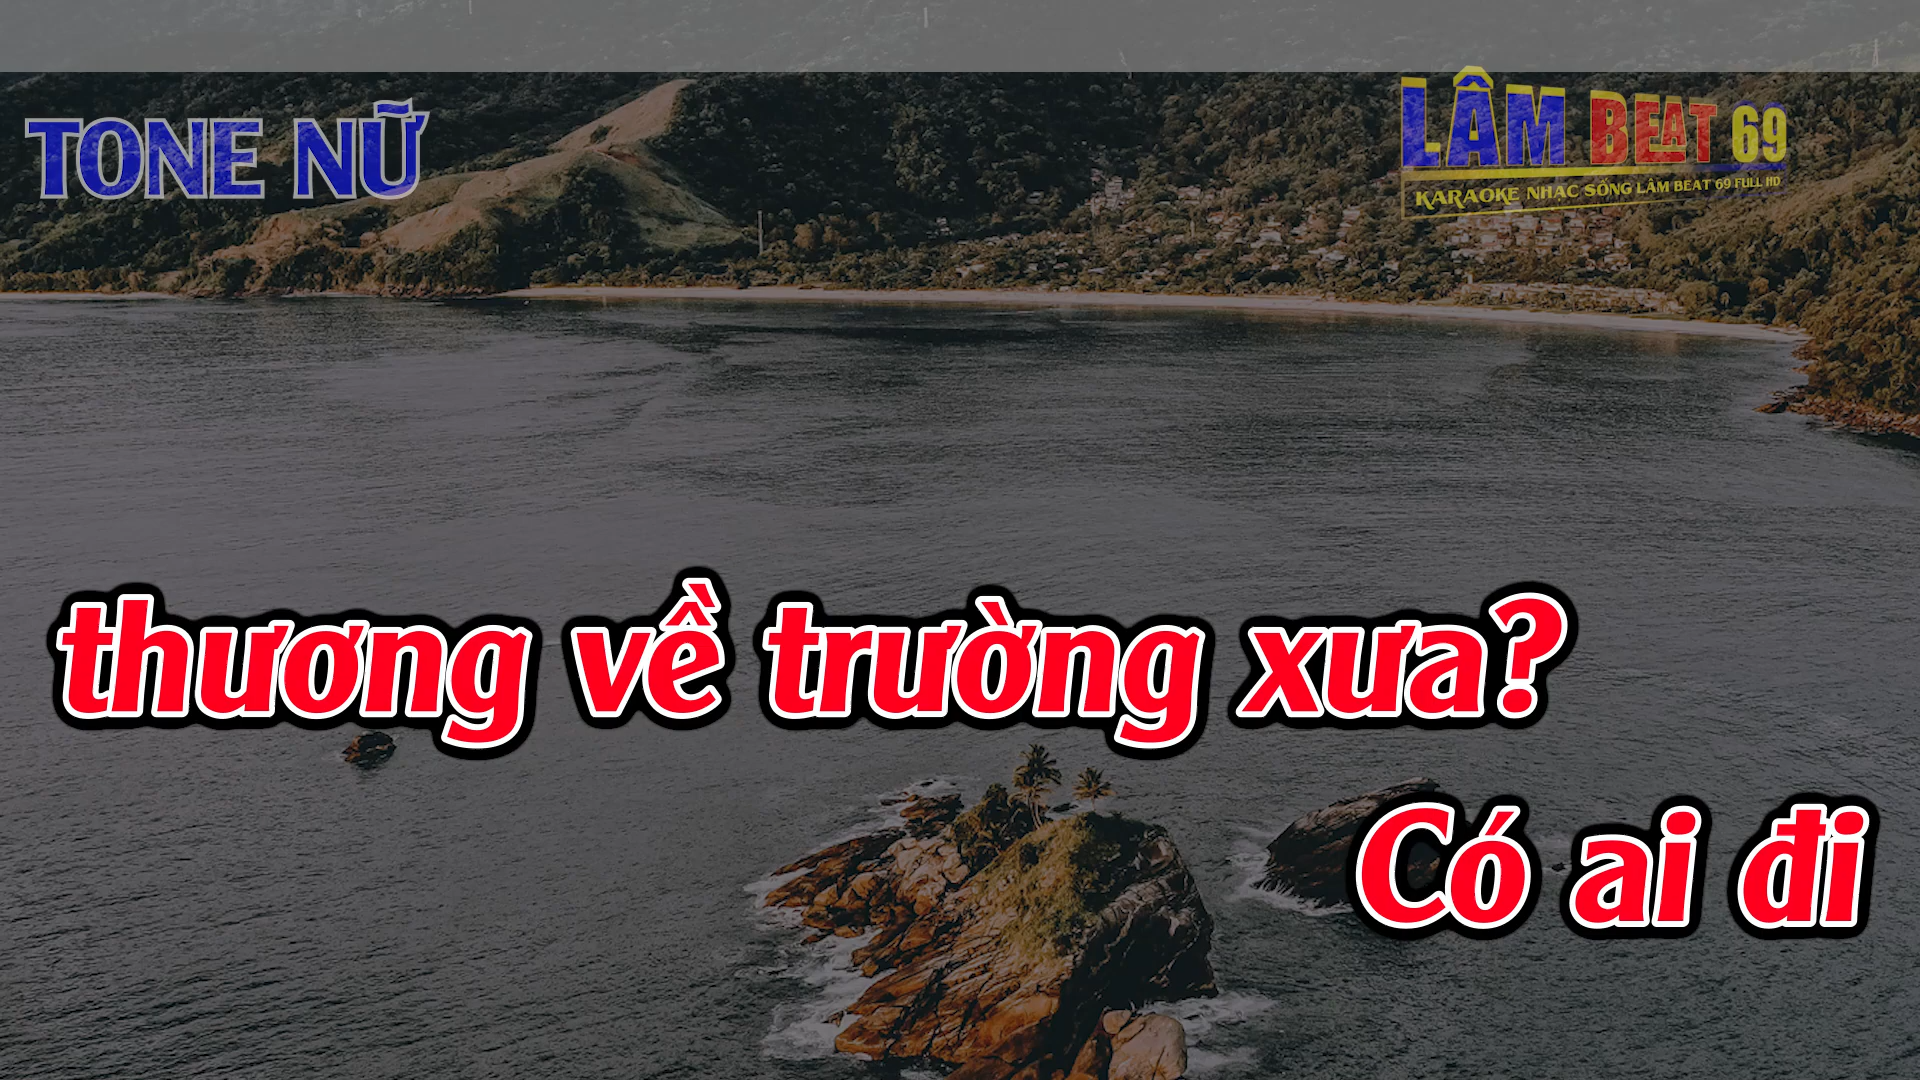 TONE NỮ
LÂM BEAT 69
KARAOKE NHẠC SỐNG LÂM BEAT 69 FULL HD
thương về trường xưa?
Có ai đi